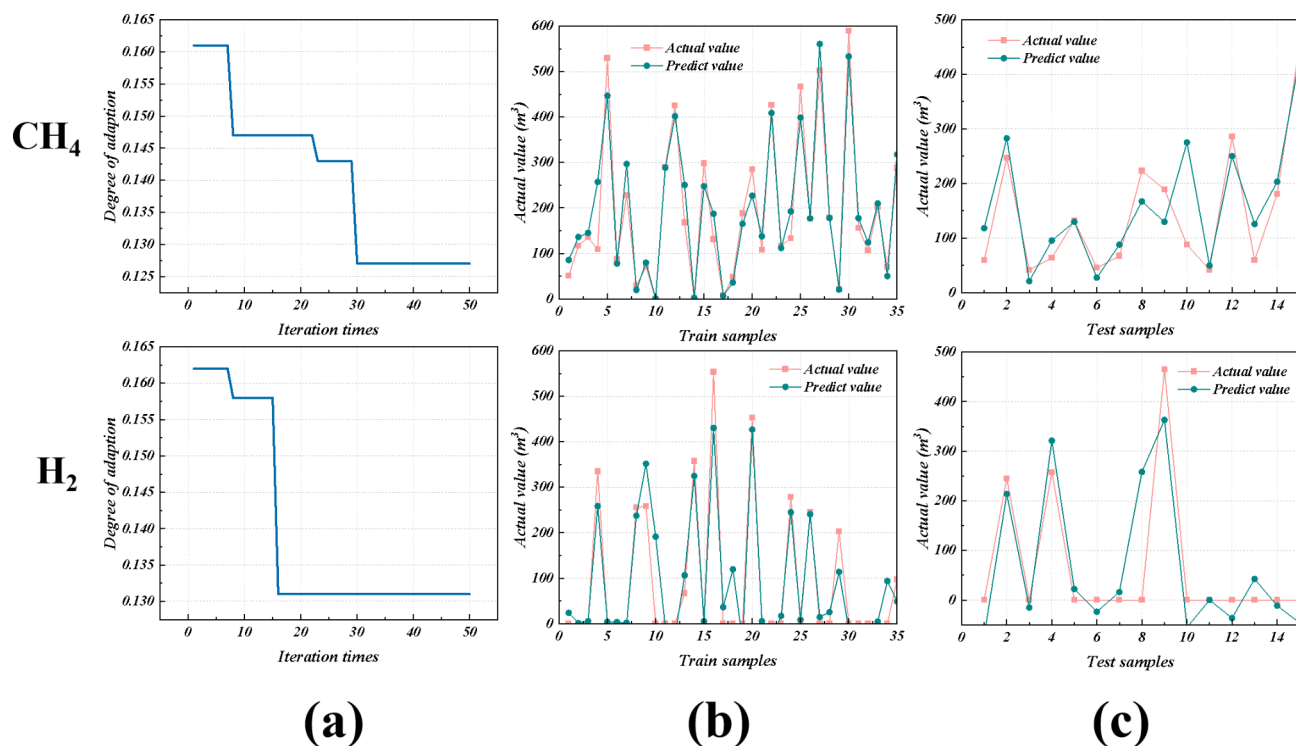 CH₄
Degree of adaption
0.165
0.160
0.155
0.150
0.145
0.140
0.135
0.130
0.125
0 10 20 30 40 50
Iteration times
Actual value (m³)
600
500
400
300
200
100
0
Actual value
Predict value
0 5 10 15 20 25 30 35
Train samples
Actual value (m³)
500
400
300
200
100
0
Actual value
Predict value
0 2 4 6 8 10 12 14
Test samples
H₂
Degree of adaption
0.165
0.160
0.155
0.150
0.145
0.140
0.135
0.130
0 10 20 30 40 50
Iteration times
Actual value (m³)
600
500
400
300
200
100
0
Actual value
Predict value
0 5 10 15 20 25 30 35
Train samples
Actual value (m³)
500
400
300
200
100
0
Actual value
Predict value
0 2 4 6 8 10 12 14
Test samples
(a) (b) (c)